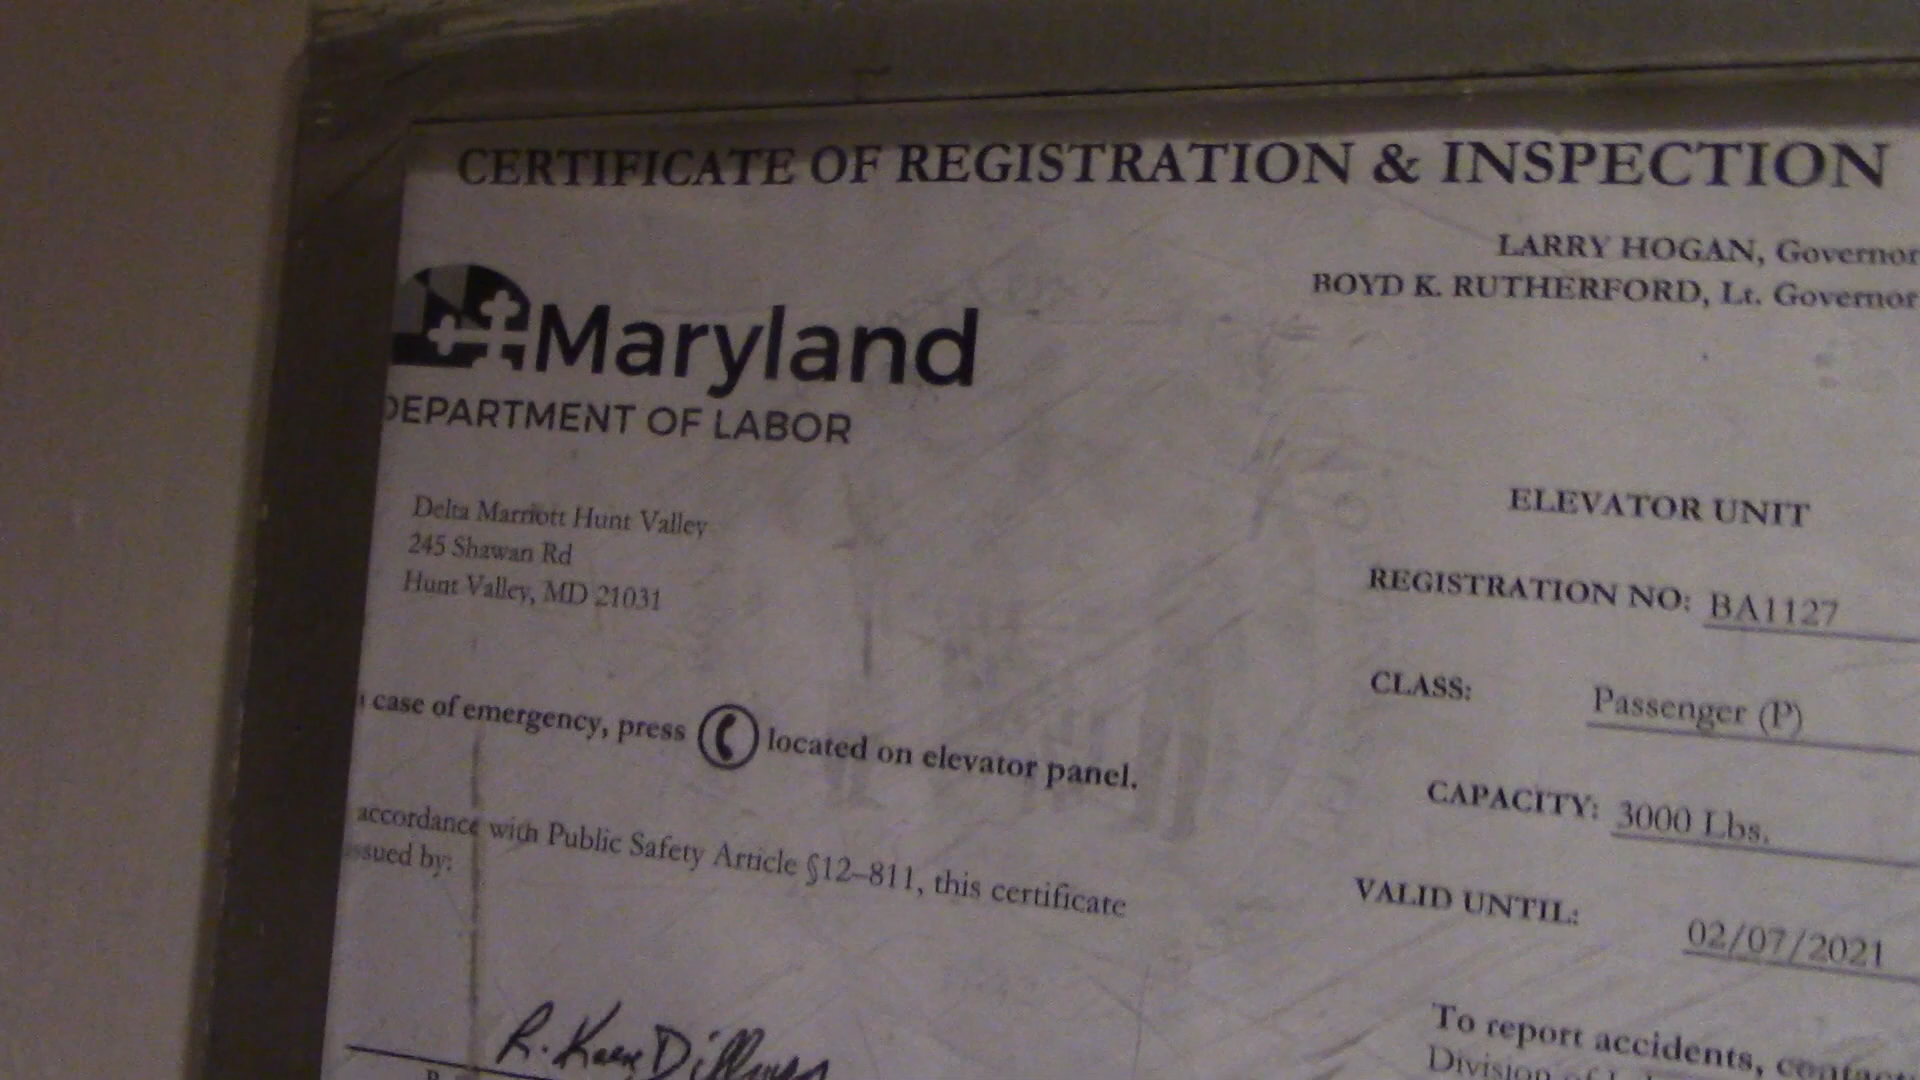 CERTIFICATE OF REGISTRATION & INSPECTION
LARRY HOGAN, Governor
BOYD K. RUTHERFORD, Lt. Governor
Maryland
DEPARTMENT OF LABOR
Delta Marriott Hunt Valley
245 Shawan Rd
Hunt Valley, MD 21031
case of emergency, press located on elevator panel.
accordance with Public Safety Article §12–811, this certificate
ssued by:
ELEVATOR UNIT
REGISTRATION NO: BA1127
CLASS: Passenger (P)
CAPACITY: 3000 Lbs.
VALID UNTIL:
02/07/2021
To report accidents, contact
Division of